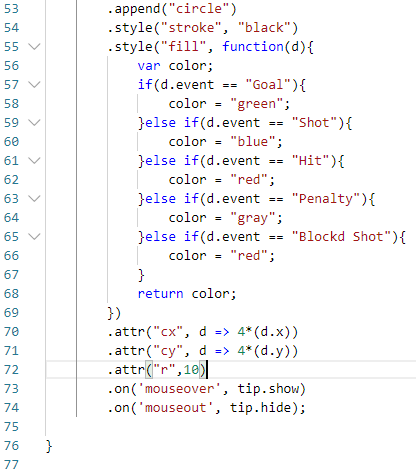 53 .append("circle")
54 .style("stroke", "black")
55 .style("fill", function(d){
56 var color;
57 if(d.event == "Goal"){
58 color = "green";
59 }else if(d.event == "Shot"){
60 color = "blue";
61 }else if(d.event == "Hit"){
62 color = "red";
63 }else if(d.event == "Penalty"){
64 color = "gray";
65 }else if(d.event == "Blockd Shot"){
66 color = "red";
67 }
68 return color;
69 })
70 .attr("cx", d => 4*(d.x))
71 .attr("cy", d => 4*(d.y))
72 .attr("r",10)
73 .on('mouseover', tip.show)
74 .on('mouseout', tip.hide);
75
76 }
77